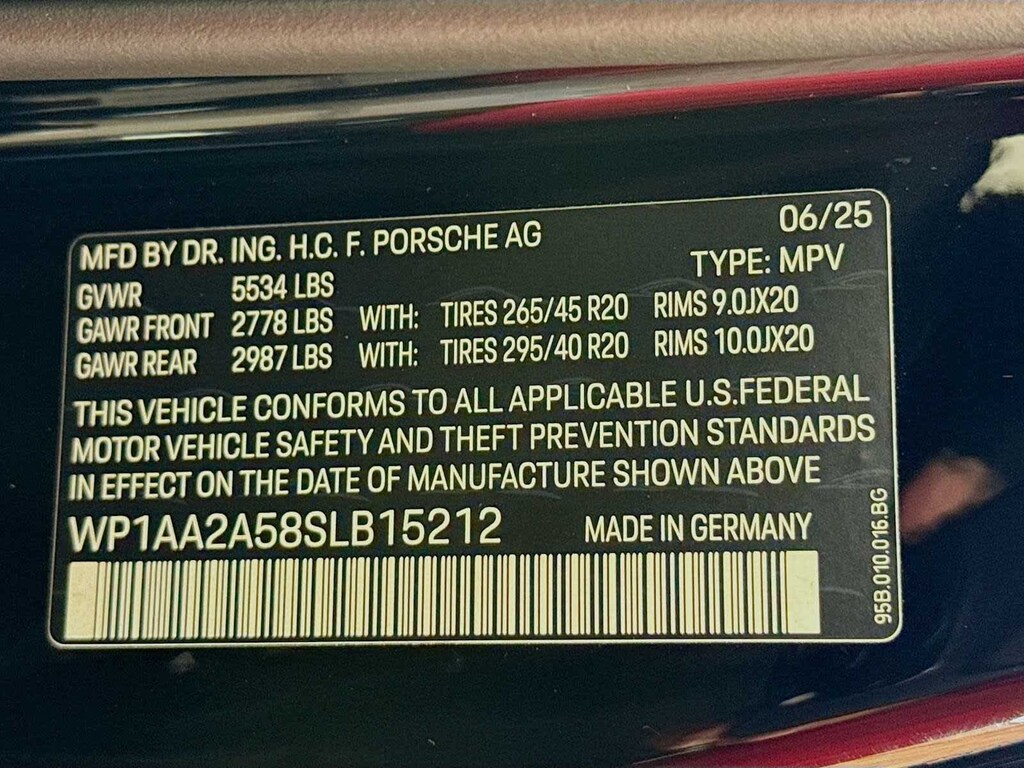 06/25
MFD BY DR. ING. H.C. F. PORSCHE AG
TYPE: MPV
GVWR 5534 LBS
GAWR FRONT 2778 LBS WITH: TIRES 265/45 R20 RIMS 9.0JX20
GAWR REAR 2987 LBS WITH: TIRES 295/40 R20 RIMS 10.0JX20
THIS VEHICLE CONFORMS TO ALL APPLICABLE U.S.FEDERAL
MOTOR VEHICLE SAFETY AND THEFT PREVENTION STANDARDS
IN EFFECT ON THE DATE OF MANUFACTURE SHOWN ABOVE
WP1AA2A58SLB15212 MADE IN GERMANY
95B.010.016.BG